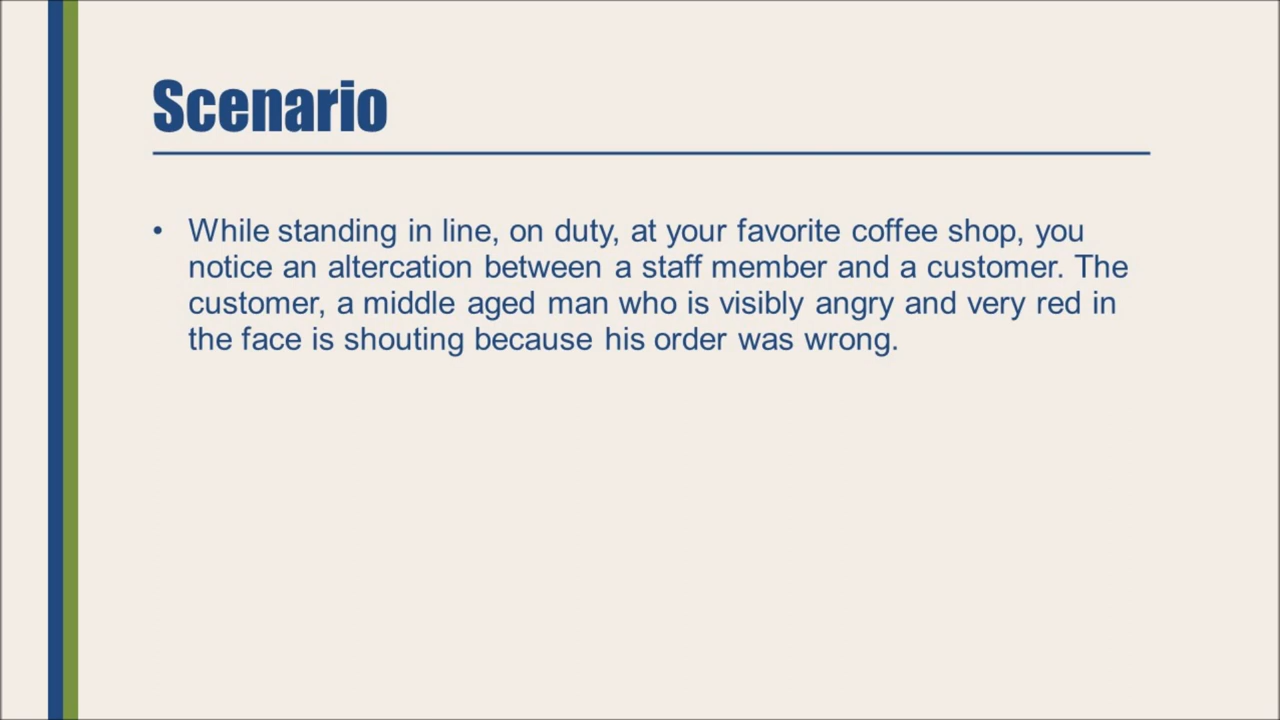 Scenario
• While standing in line, on duty, at your favorite coffee shop, you
notice an altercation between a staff member and a customer. The
customer, a middle aged man who is visibly angry and very red in
the face is shouting because his order was wrong.